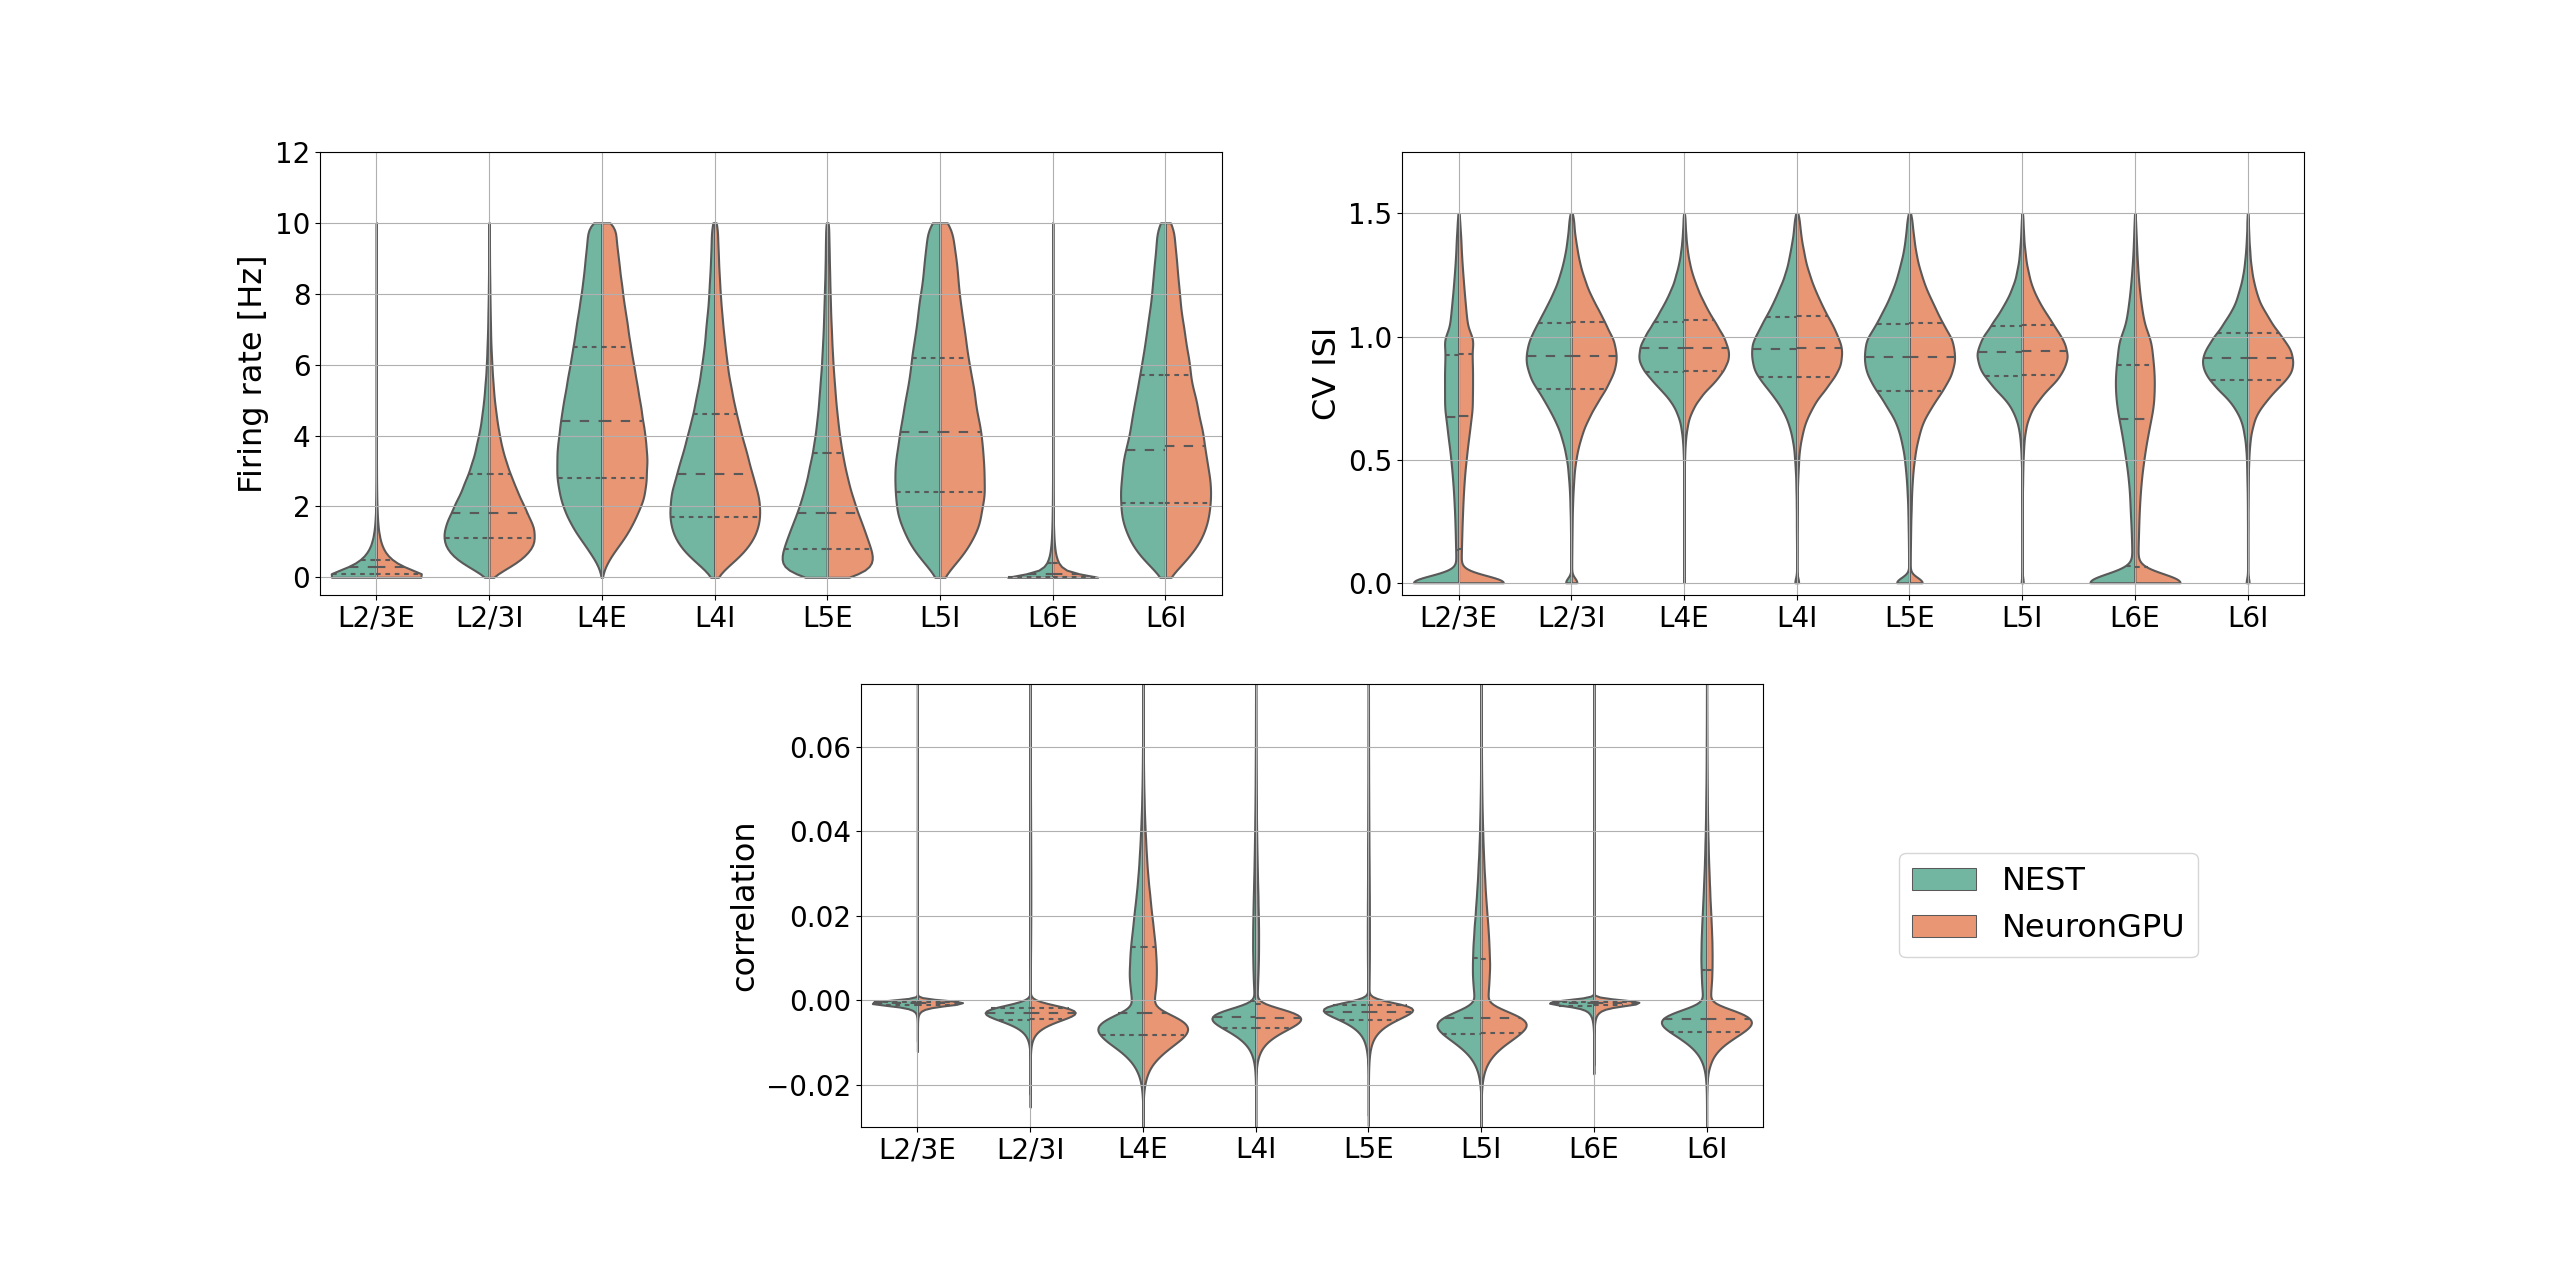 Firing rate [Hz]
12
10
8
6
4
2
0
L2/3E L2/3I L4E L4I L5E L5I L6E L6I
CV ISI
1.5
1.0
0.5
0.0
L2/3E L2/3I L4E L4I L5E L5I L6E L6I
correlation
0.06
0.04
0.02
0.00
−0.02
L2/3E L2/3I L4E L4I L5E L5I L6E L6I
NEST
NeuronGPU